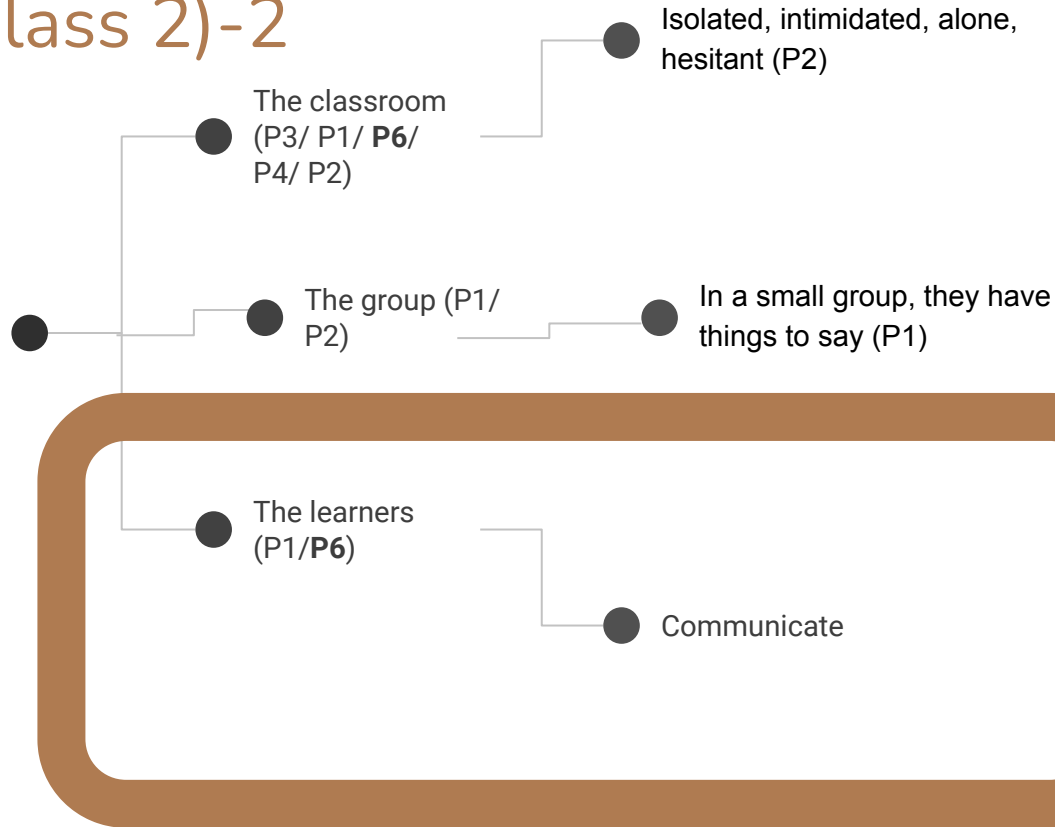 lass 2)-2
Isolated, intimidated, alone,
hesitant (P2)
The classroom
(P3/ P1/ P6/
P4/ P2)
The group (P1/
P2)
In a small group, they have
things to say (P1)
The learners
(P1/P6)
Communicate